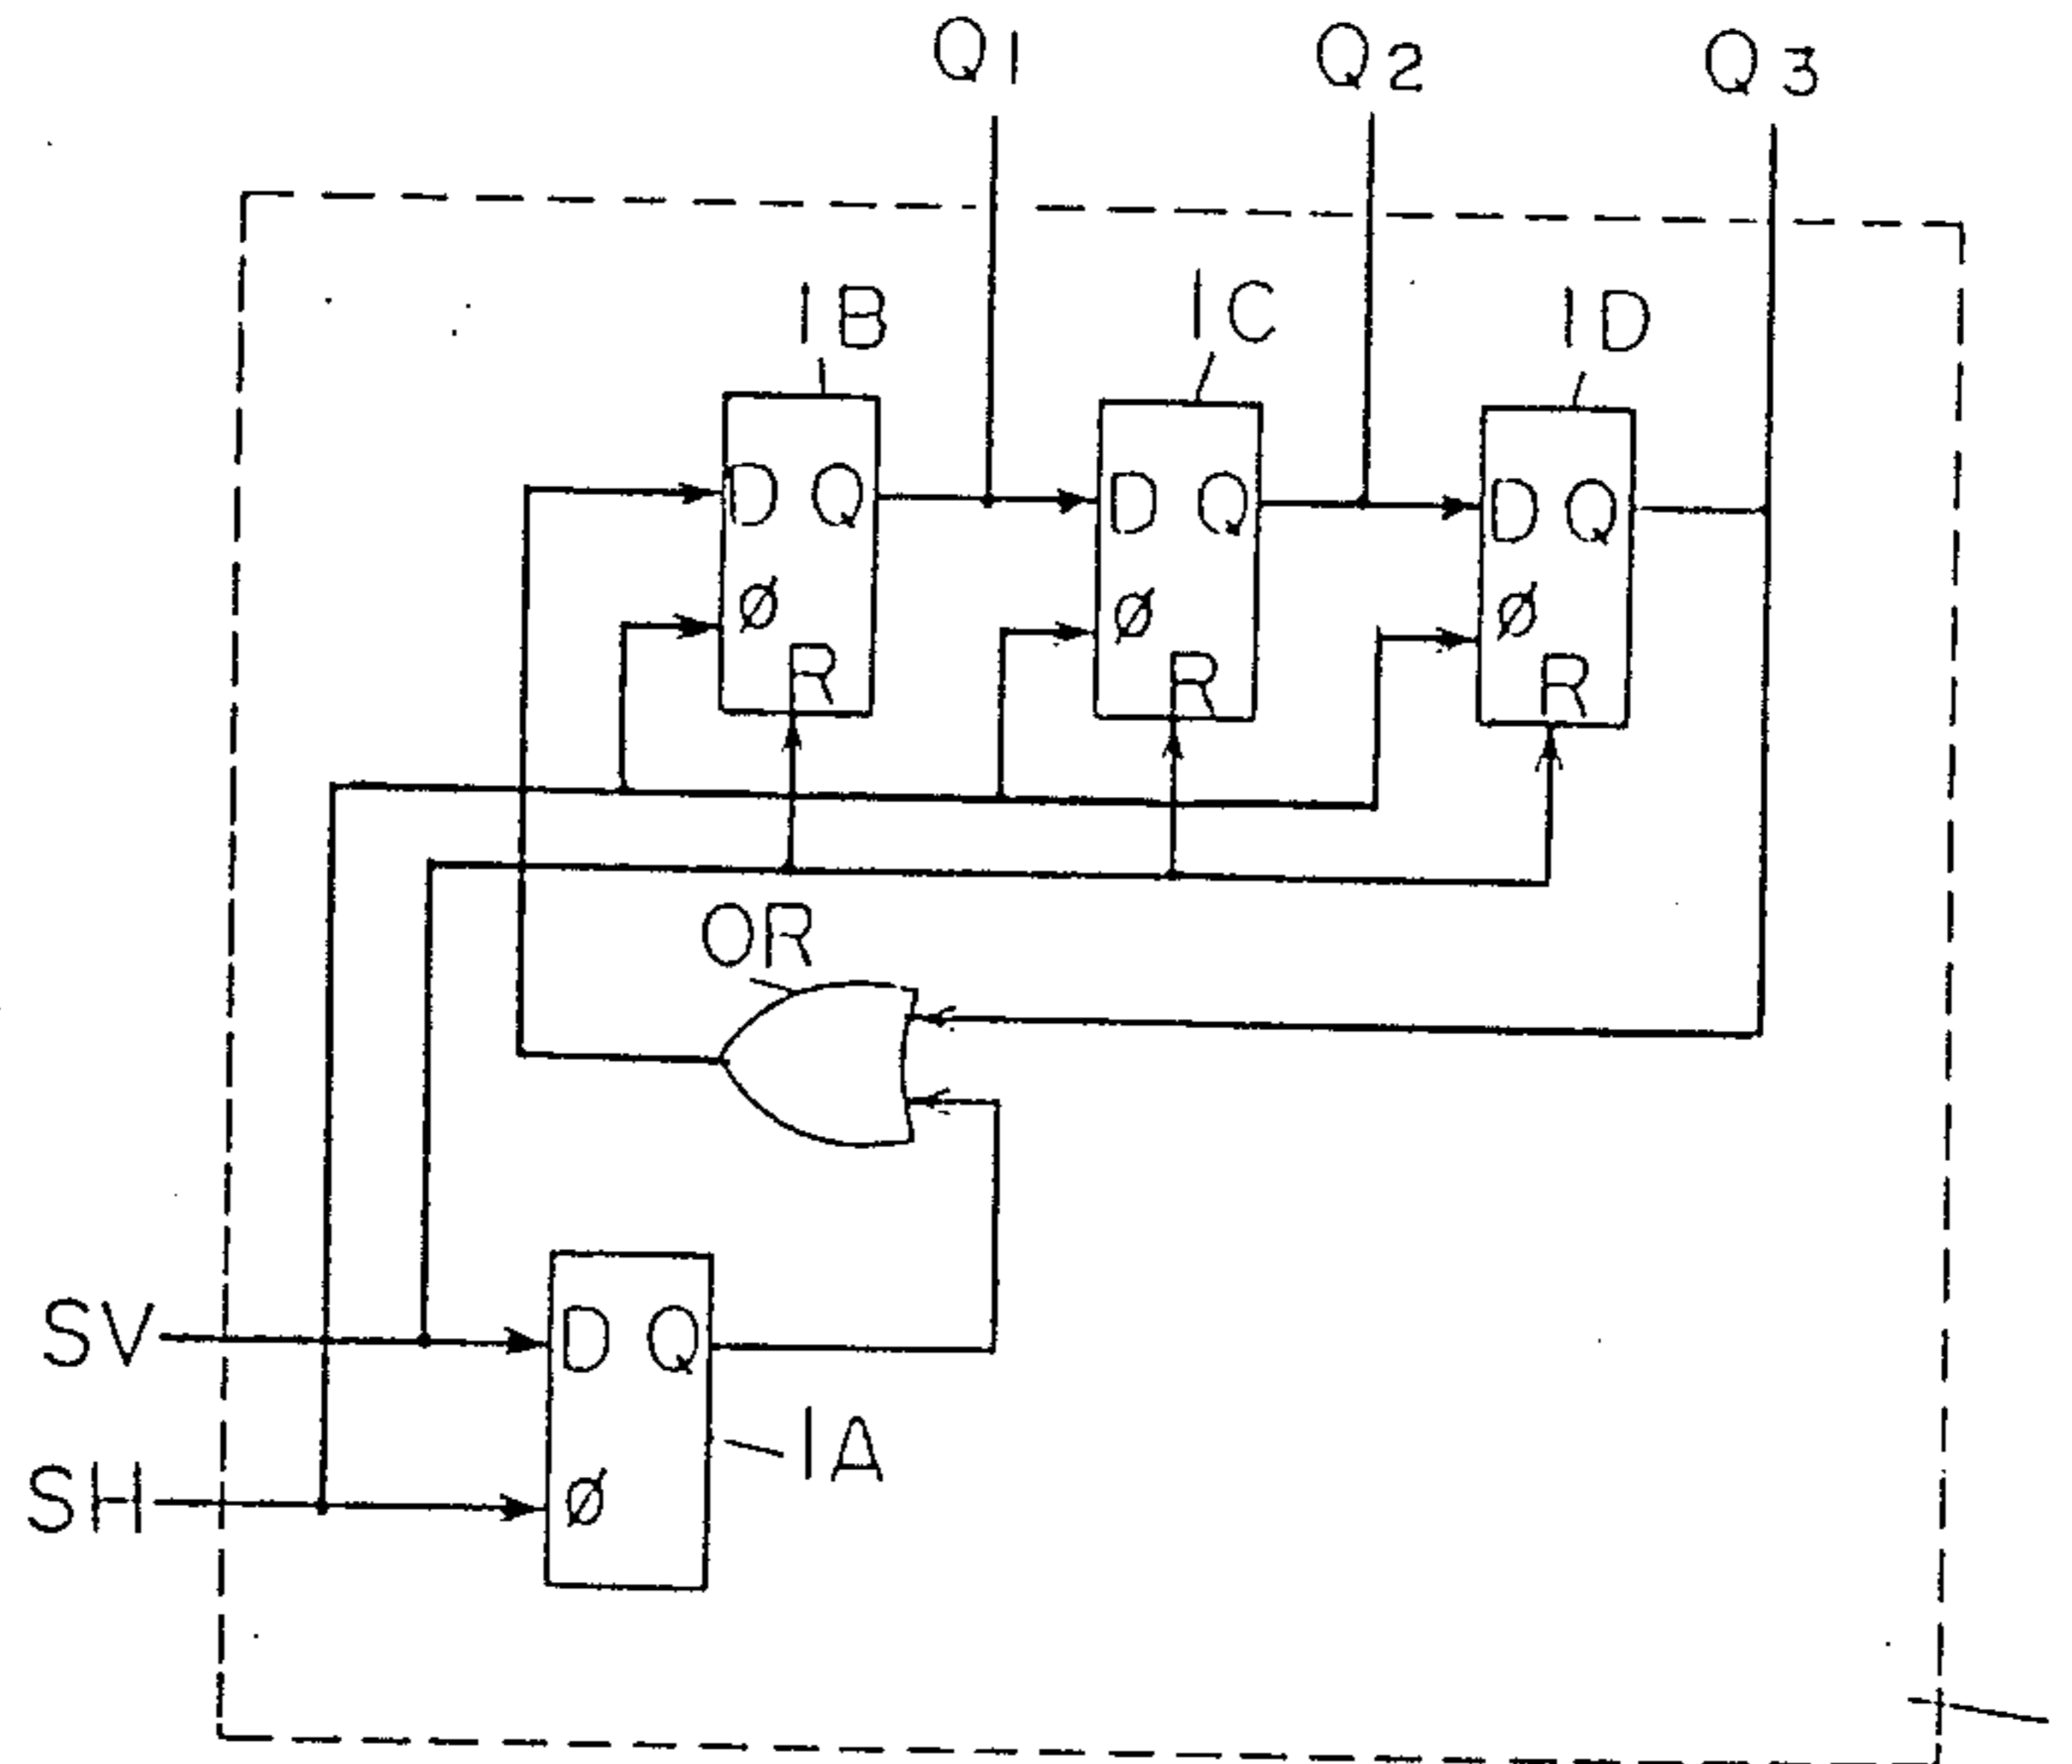 Q1 Q2 Q3
1B 1C 1D
D Q D Q D Q
Ø Ø Ø
R R R
OR
SV D Q
1A
SH Ø